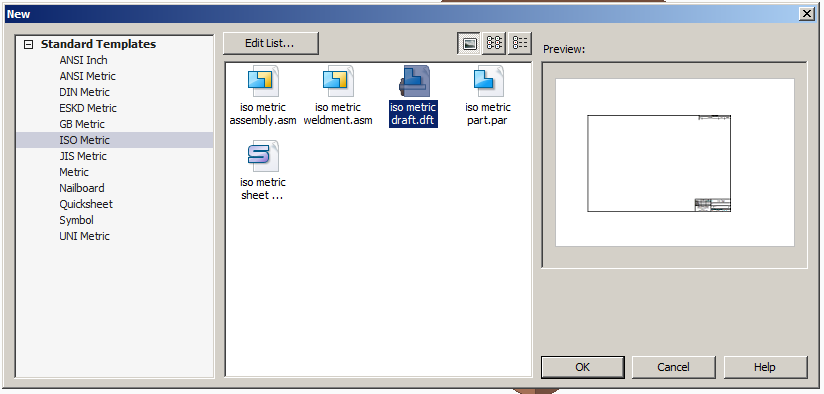 New
Standard Templates
ANSI Inch
ANSI Metric
DIN Metric
ESKD Metric
GB Metric
ISO Metric
JIS Metric
Metric
Nailboard
Quicksheet
Symbol
UNI Metric
Edit List...
iso metric
assembly.asm
iso metric
weldment.asm
iso metric
draft.dft
iso metric
part.par
iso metric
sheet ...
Preview:
OK
Cancel
Help